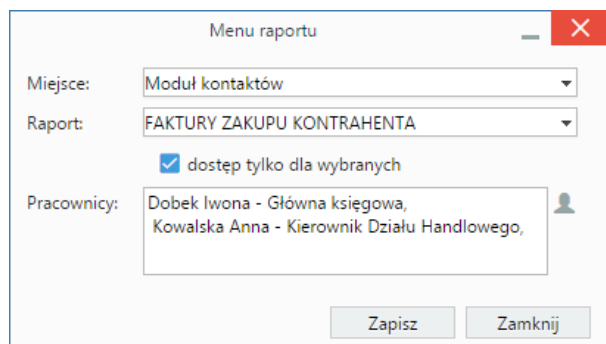 Menu raportu
Miejsce: Moduł kontaktów
Raport: FAKTURY ZAKUPU KONTRAHENTA
dostęp tylko dla wybranych
Pracownicy: Dobek Iwona - Główna księgowa,
Kowalska Anna - Kierownik Działu Handlowego,
Zapisz Zamknij